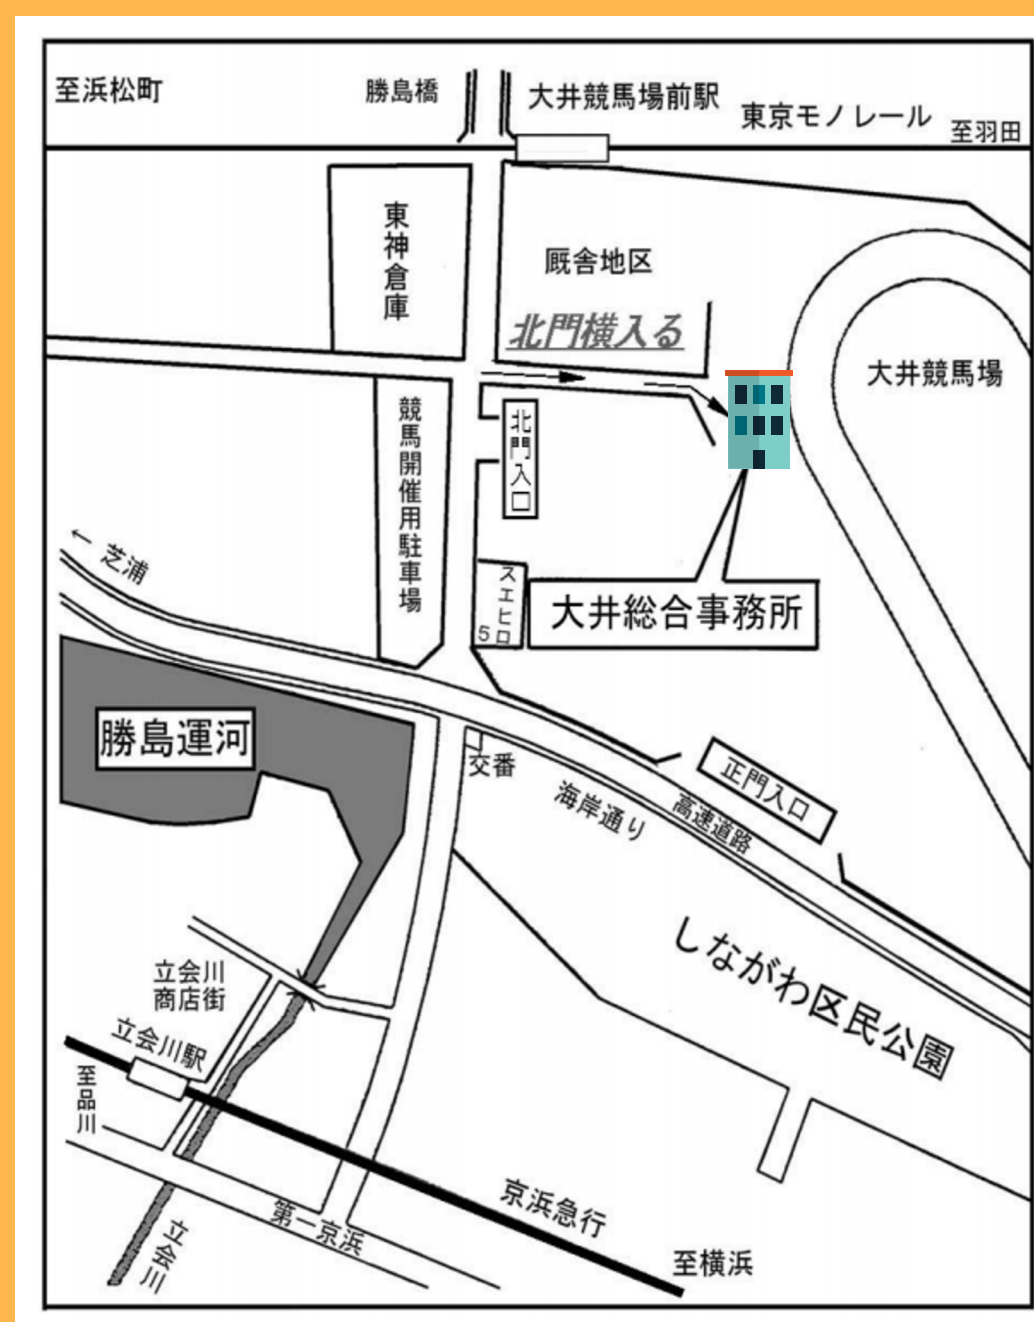 至浜松町
勝島橋
大井競馬場前駅
東京モノレール
至羽田
東神倉庫
厩舎地区
北門横入る
大井競馬場
競馬開催用駐車場
北門入口
← 芝浦
スエヒロ
5
大井総合事務所
勝島運河
交番
正門入口
海岸通り
高速道路
しながわ区民公園
立会川
商店街
立会川駅
至品川
京浜急行
第一京浜
立会川
至横浜